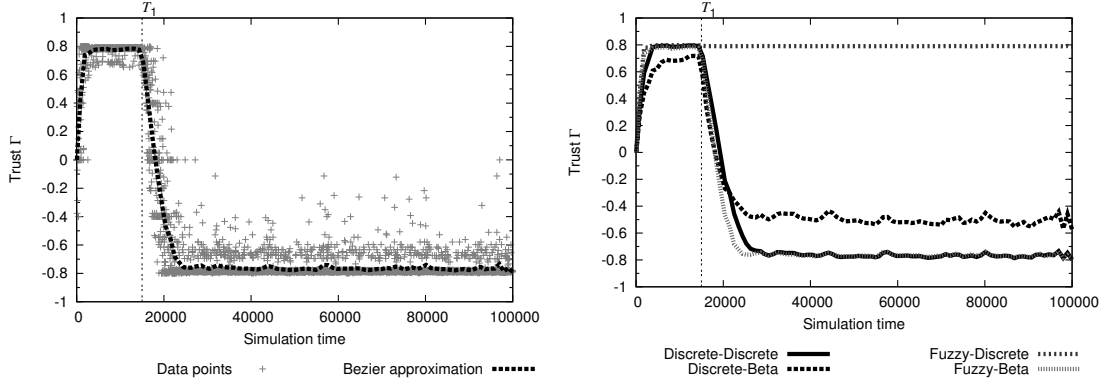 T1
1
0.8
0.6
0.4
0.2
0
-0.2
-0.4
-0.6
-0.8
-1
Trust Γ
0 20000 40000 60000 80000 100000
Simulation time
Data points Bezier approximation
T1
1
0.8
0.6
0.4
0.2
0
-0.2
-0.4
-0.6
-0.8
-1
Trust Γ
0 20000 40000 60000 80000 100000
Simulation time
Discrete-Discrete Fuzzy-Discrete
Discrete-Beta Fuzzy-Beta